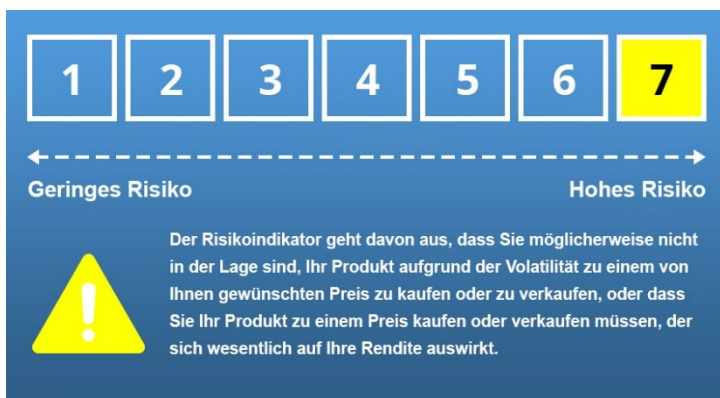 1 2 3 4 5 6 7
Geringes Risiko Hohes Risiko
Der Risikoindikator geht davon aus, dass Sie möglicherweise nicht
in der Lage sind, Ihr Produkt aufgrund der Volatilität zu einem von
Ihnen gewünschten Preis zu kaufen oder zu verkaufen, oder dass
Sie Ihr Produkt zu einem Preis kaufen oder verkaufen müssen, der
sich wesentlich auf Ihre Rendite auswirkt.